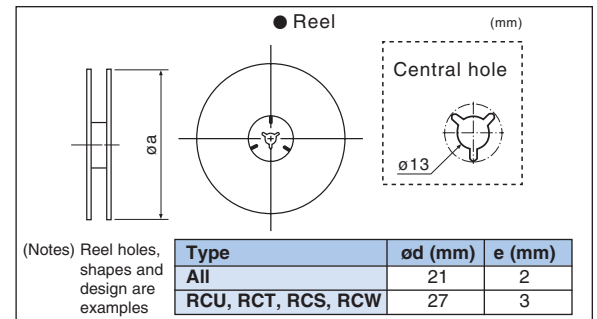 ● Reel
(mm)
Central hole
øa
ø13
(Notes) Reel holes,
shapes and
design are
examples
Type ød (mm) e (mm)
All 21 2
RCU, RCT, RCS, RCW 27 3